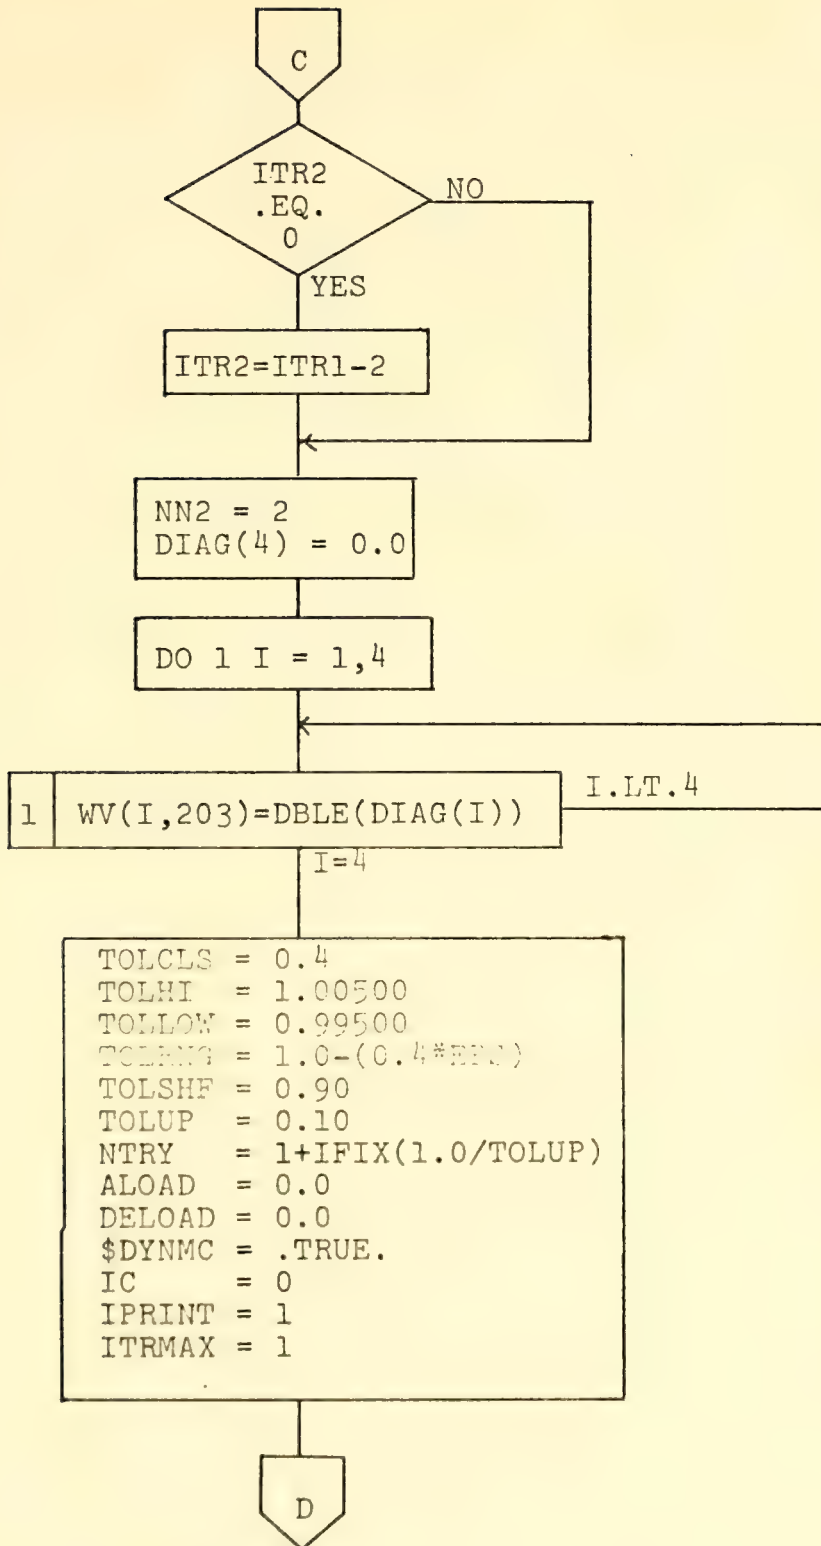 C
ITR2
.EQ.
0
NO
YES
ITR2=ITR1-2
NN2 = 2
DIAG(4) = 0.0
DO 1 I = 1,4
1 WV(I,203)=DBLE(DIAG(I))
I.LT.4
I=4
TOLCLS = 0.4
TOLHI = 1.00500
TOLLOW = 0.99500
= 1.0-(0.4*EPS)
TOLSHF = 0.90
TOLUP = 0.10
NTRY = 1+IFIX(1.0/TOLUP)
ALOAD = 0.0
DELOAD = 0.0
$DYNMC = .TRUE.
IC = 0
IPRINT = 1
ITRMAX = 1
D